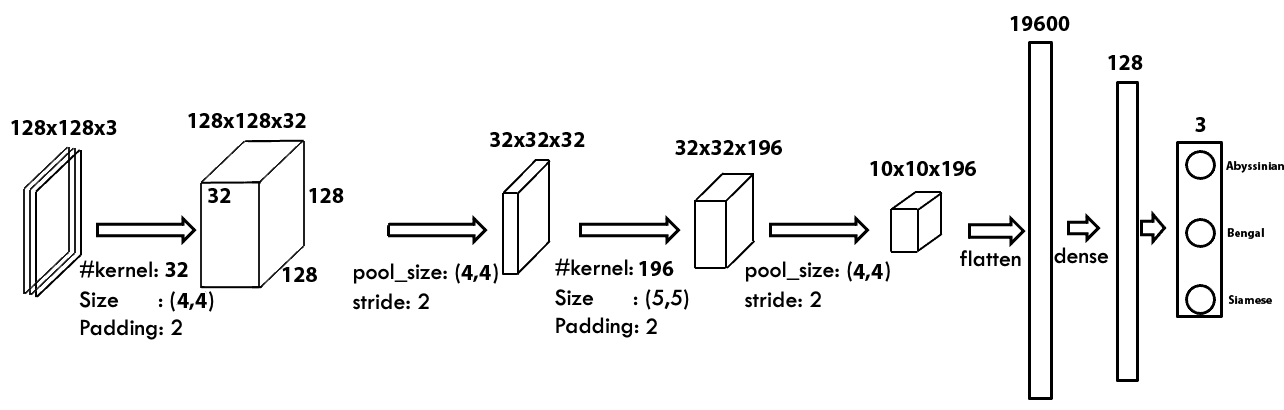 128x128x3
#kernel: 32
Size : (4,4)
Padding: 2
128x128x32
32
128
128
pool_size: (4,4)
stride: 2
32x32x32
#kernel: 196
Size : (5,5)
Padding: 2
32x32x196
pool_size: (4,4)
stride: 2
10x10x196
flatten
19600
dense
128
3
Abyssinian
Bengal
Siamese